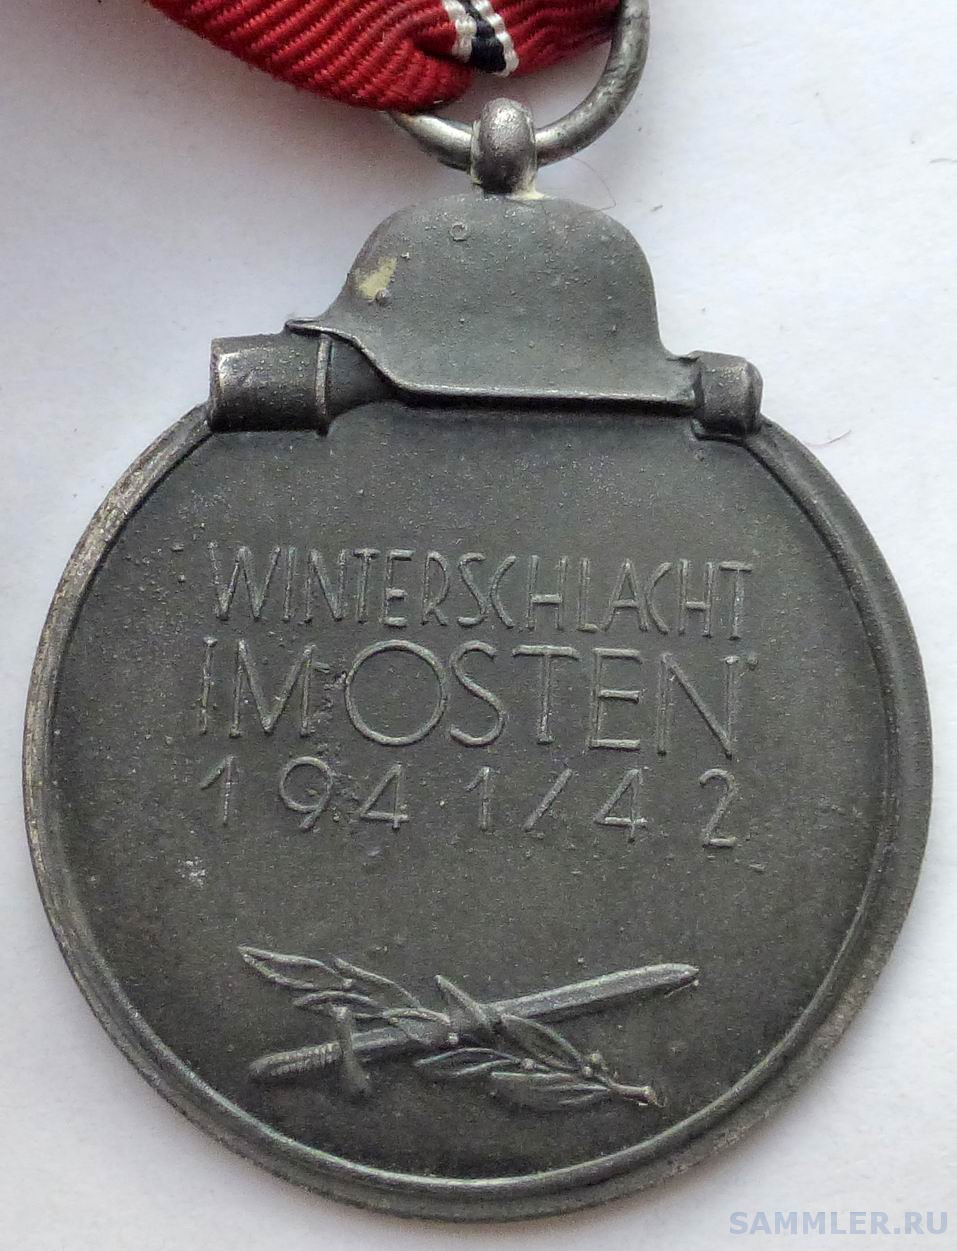 WINTERSCHLACHT
IM OSTEN
1941/42
SAMMLER.RU